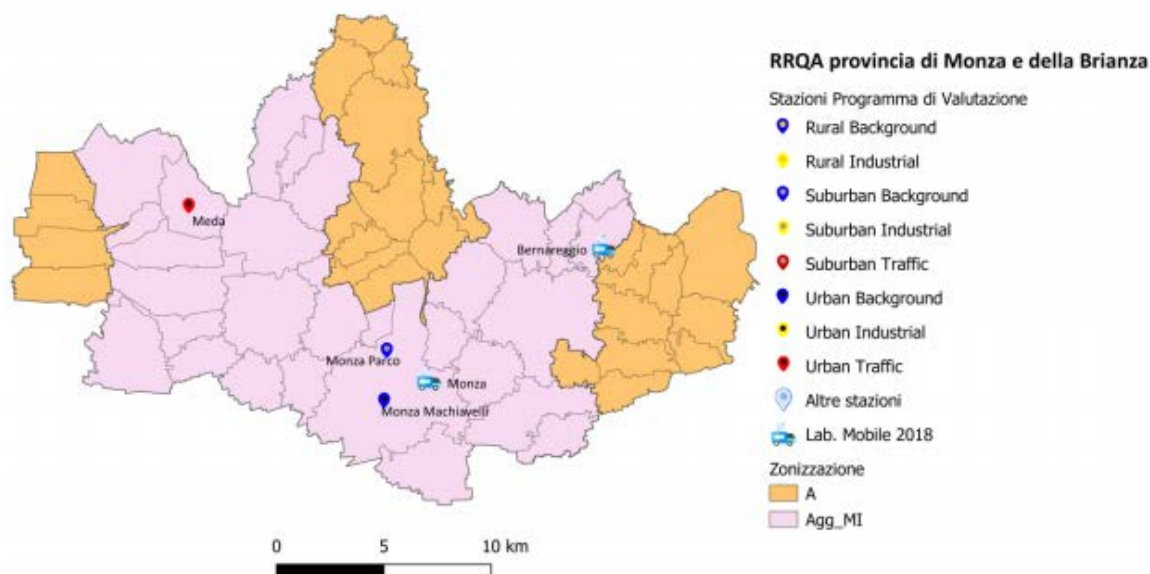 RRQA provincia di Monza e della Brianza
Stazioni Programma di Valutazione
Rural Background
Rural Industrial
Suburban Background
Suburban Industrial
Suburban Traffic
Urban Background
Urban Industrial
Urban Traffic
Altre stazioni
Lab. Mobile 2018
Zonizzazione
A
Agg_MI
Meda
Bernareggio
Monza Parco
Monza
Monza Machiavelli
0 5 10 km